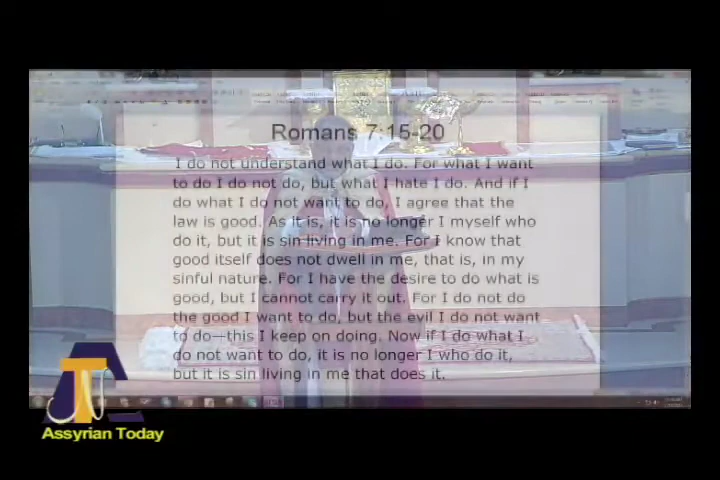 Romans 7:15-20
I do not understand what I do. For what I want
to do I do not do, but what I hate I do. And if I
do what I do not want to do, I agree that the
law is good. As it is, it is no longer I myself who
do it, but it is sin living in me. For I know that
good itself does not dwell in me, that is, in my
sinful nature. For I have the desire to do what is
good, but I cannot carry it out. For I do not do
the good I want to do, but the evil I do not want
to do—this I keep on doing. Now if I do what I
do not want to do, it is no longer I who do it,
but it is sin living in me that does it.
Assyrian Today